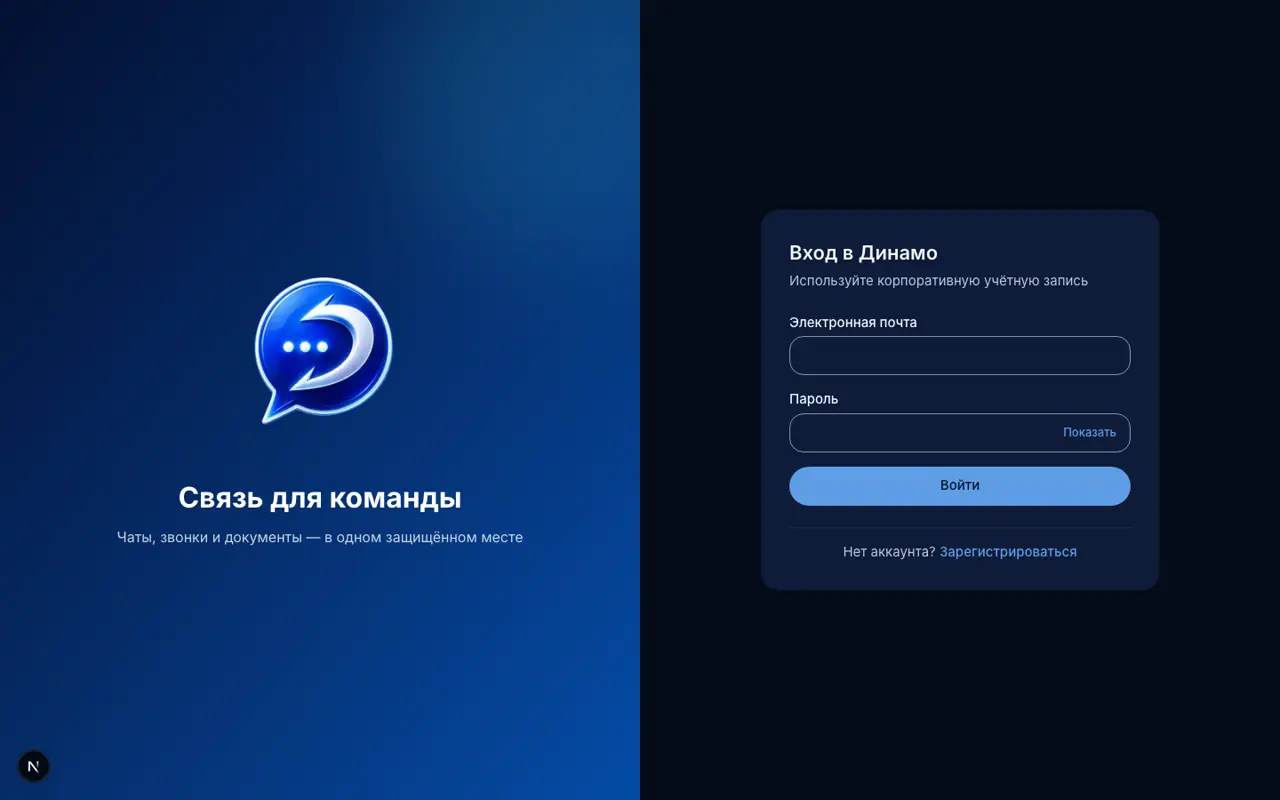 Связь для команды
Чаты, звонки и документы — в одном защищённом месте
N
Вход в Динамо
Используйте корпоративную учётную запись
Электронная почта
Пароль
Показать
Войти
Нет аккаунта? Зарегистрироваться